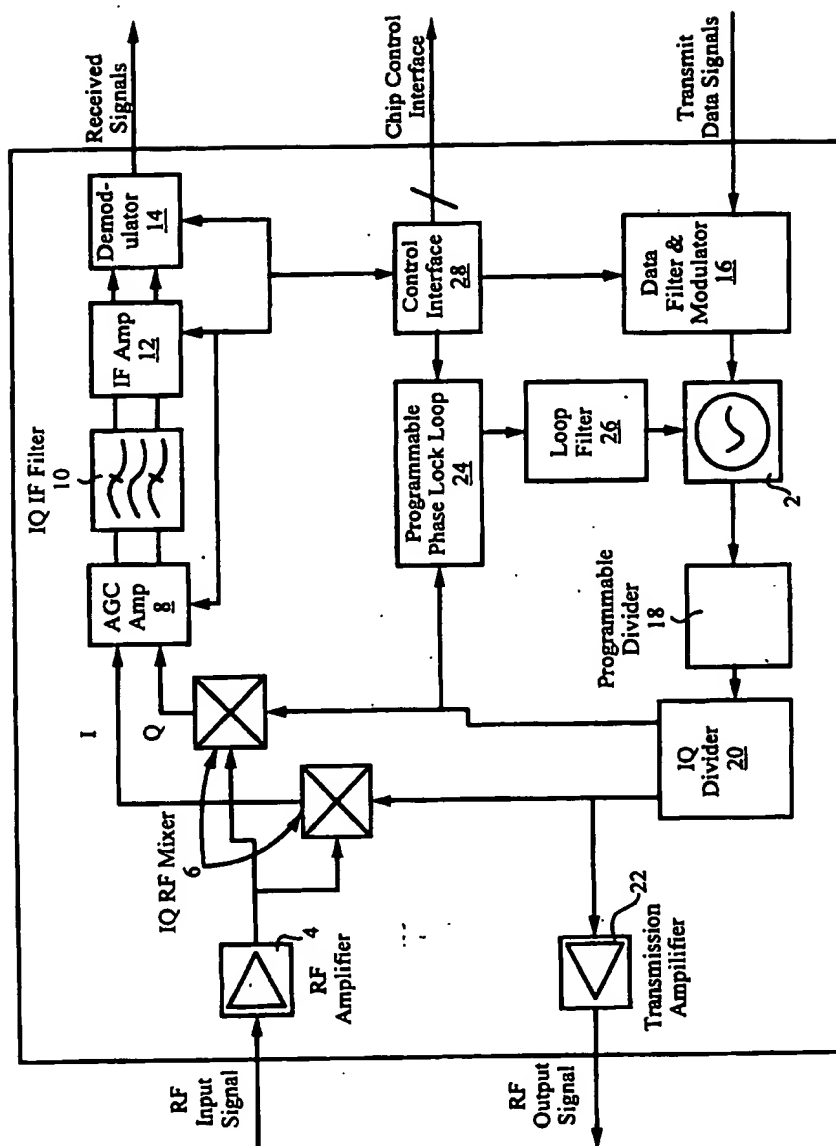 Received
Signals
Chip Control
Interface
Transmit
Data Signals
Demod-
ulator
14
IF Amp
12
IQ IF Filter
10
AGC
Amp
8
Control
Interface
28
Data
Filter &
Modulator
16
Programmable
Phase Lock Loop
24
Loop
Filter
26
2
Programmable
Divider
18
IQ
Divider
20
I
Q
IQ RF Mixer
6
4
RF
Amplifier
22
Transmission
Ampilifier
RF
Input
Signal
RF
Output
Signal